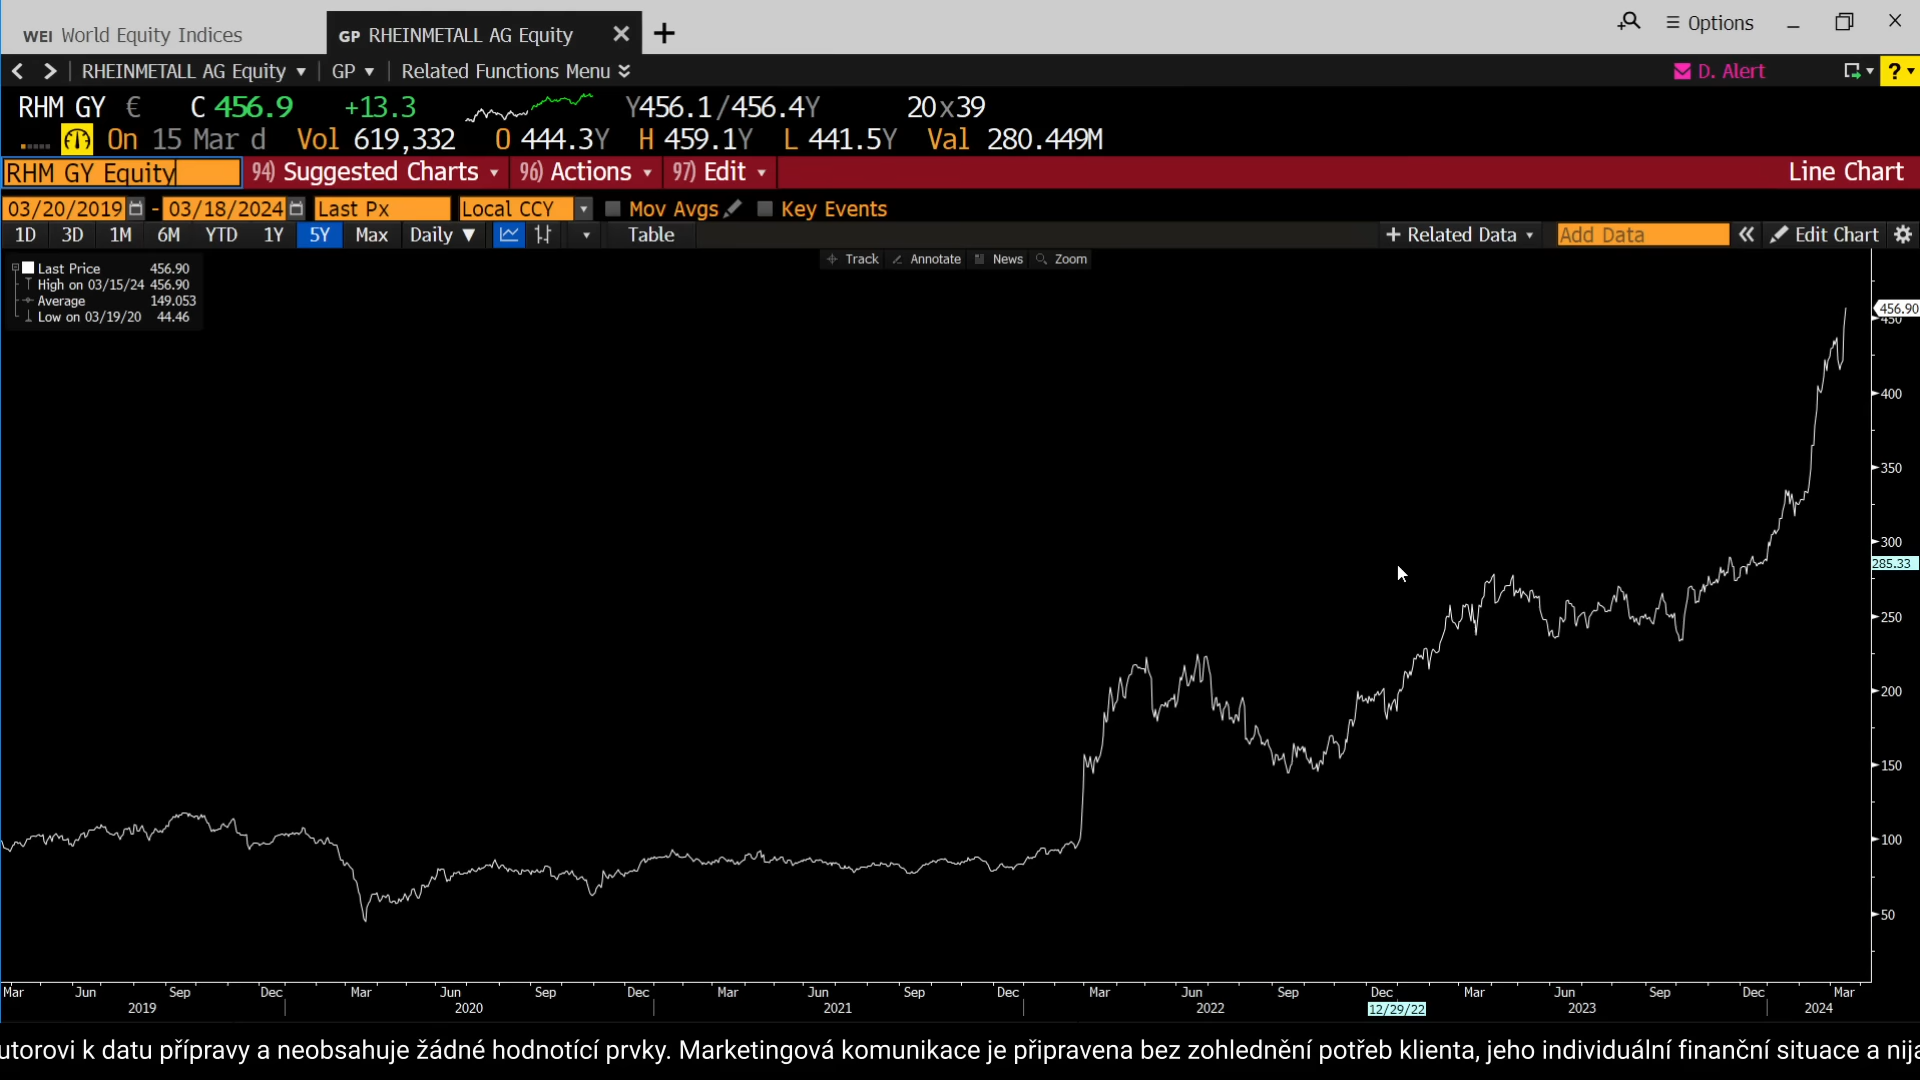 WEI World Equity Indices
GP RHEINMETALL AG Equity
Options
RHEINMETALL AG Equity
GP
Related Functions Menu
D. Alert
?
RHM GY € C 456.9 +13.3 Y456.1/456.4Y 20x39
On 15 Mar d Vol 619,332 O 444.3Y H 459.1Y L 441.5Y Val 280.449M
RHM GY Equity 94) Suggested Charts 96) Actions 97) Edit Line Chart
03/20/2019 - 03/18/2024 Last Px Local CCY Mov Avgs Key Events
1D 3D 1M 6M YTD 1Y 5Y Max Daily Table + Related Data Add Data Edit Chart
Track Annotate News Zoom
Last Price 456.90
High on 03/15/24 456.90
Average 149.053
Low on 03/19/20 44.46
456.90
450
400
350
300
285.33
250
200
150
100
50
Mar Jun Sep Dec Mar Jun Sep Dec Mar Jun Sep Dec Mar Jun Sep Dec Mar Jun Sep Dec Mar
2019 2020 2021 2022 12/29/22 2023 2024
utorovi k datu přípravy a neobsahuje žádné hodnotící prvky. Marketingová komunikace je připravena bez zohlednění potřeb klienta, jeho individuální finanční situace a nijа